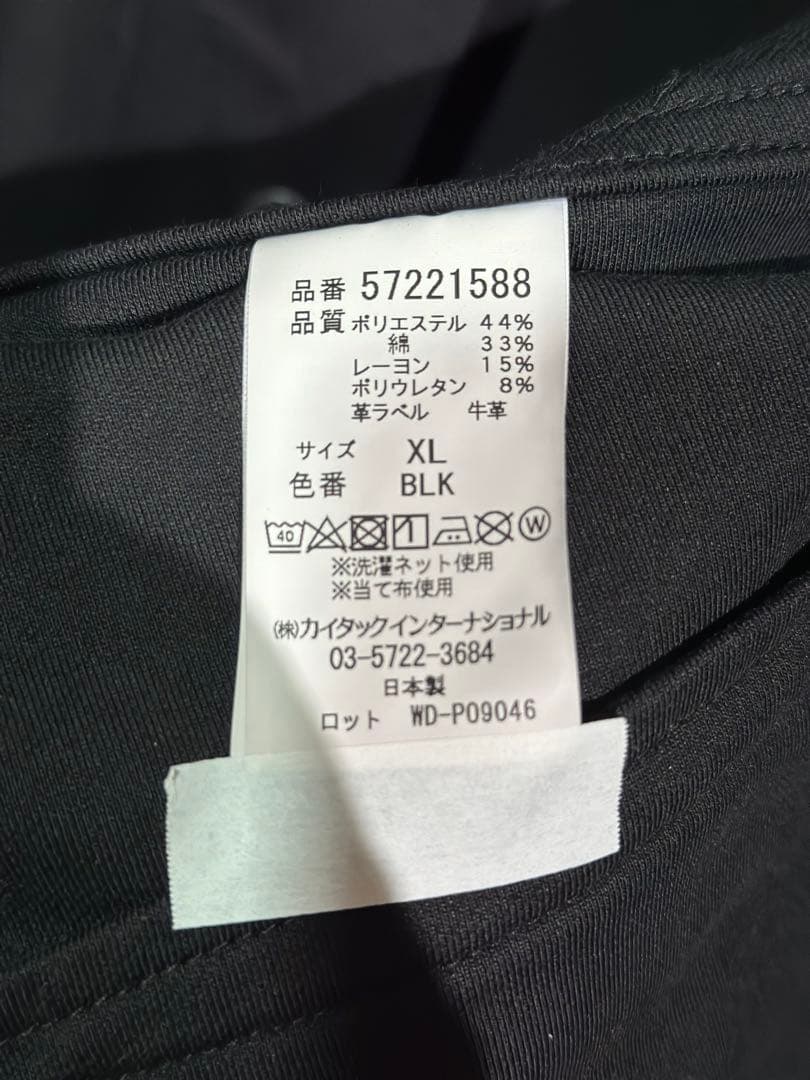 品番 57221588
品質 ポリエステル 44%
綿 33%
レーヨン 15%
ポリウレタン 8%
革ラベル 牛革
サイズ XL
色番 BLK
40 W
※洗濯ネット使用
※当て布使用
(株)カイタックインターナショナル
03-5722-3684
日本製
ロット WD-P09046